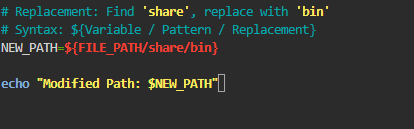 # Replacement: Find 'share', replace with 'bin'
# Syntax: ${Variable / Pattern / Replacement}
NEW_PATH=${FILE_PATH/share/bin}
echo "Modified Path: $NEW_PATH"